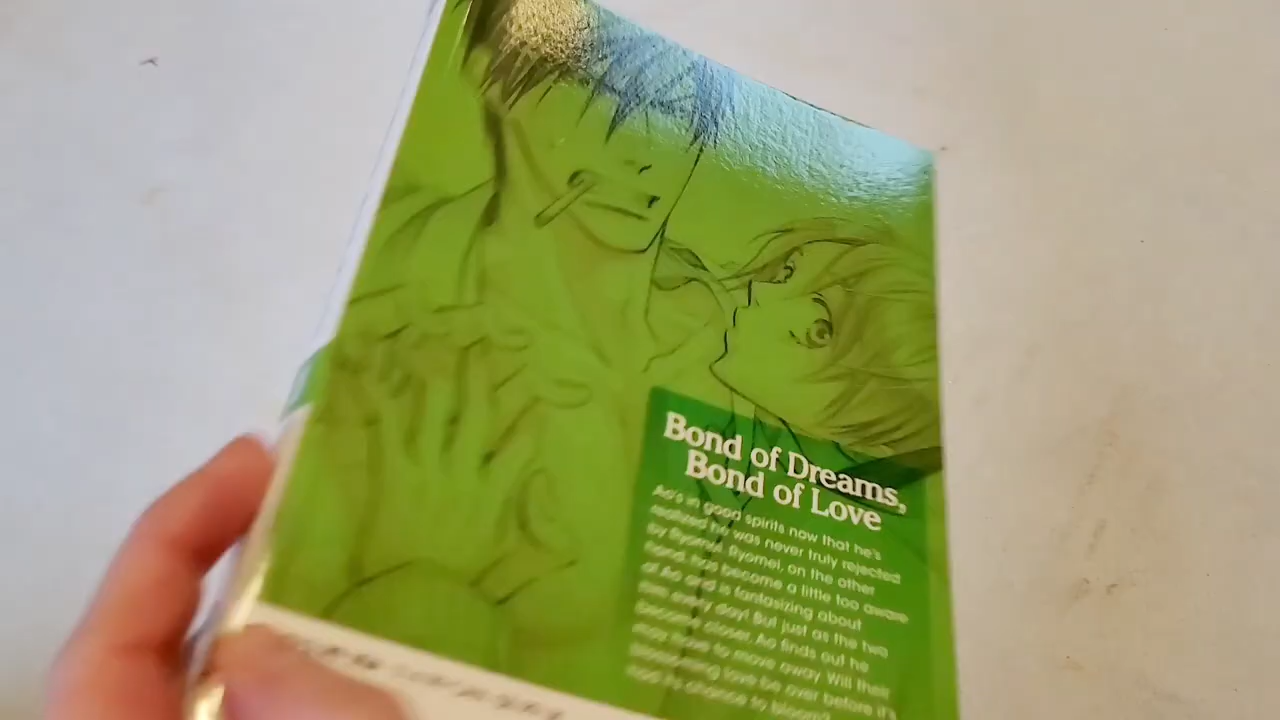 Bond of Dreams,
Bond of Love
Ao's in good spirits now that he's
realized he was never truly rejected
by Ryomei. Ryomei, on the other
hand, has become a little too aware
of Ao and is fantasizing about
him every day! But just as the two
become closer, Ao finds out he
may have to move away. Will their
blossoming love be over before it's
had a chance to bloom?